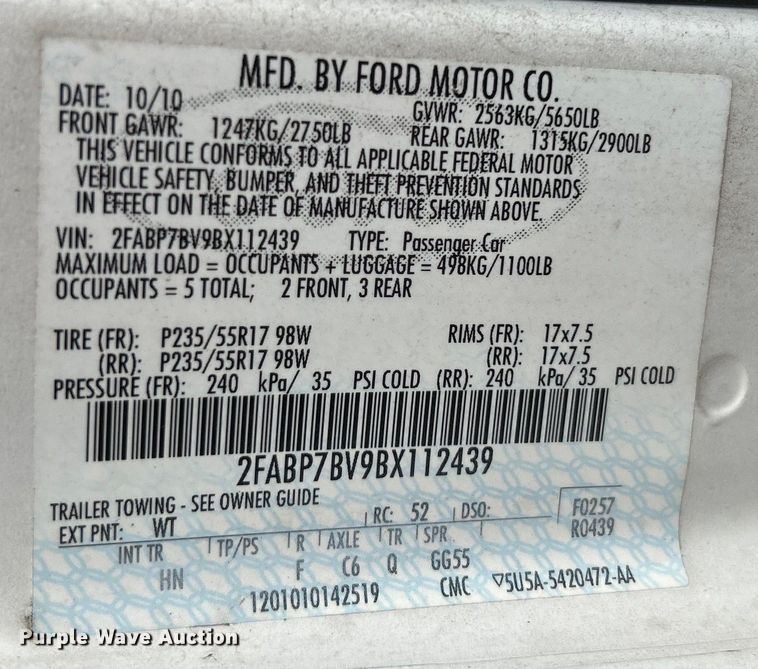 MFD. BY FORD MOTOR CO.
DATE: 10/10 GVWR: 2563KG/5650LB
FRONT GAWR: 1247KG/2750LB REAR GAWR: 1315KG/2900LB
THIS VEHICLE CONFORMS TO ALL APPLICABLE FEDERAL MOTOR
VEHICLE SAFETY, BUMPER, AND THEFT PREVENTION STANDARDS
IN EFFECT ON THE DATE OF MANUFACTURE SHOWN ABOVE.
VIN: 2FABP7BV9BX112439 TYPE: Passenger Car
MAXIMUM LOAD = OCCUPANTS + LUGGAGE = 498KG/1100LB
OCCUPANTS = 5 TOTAL; 2 FRONT, 3 REAR
TIRE (FR): P235/55R17 98W RIMS (FR): 17x7.5
(RR): P235/55R17 98W (RR): 17x7.5
PRESSURE (FR): 240 kPa/ 35 PSI COLD (RR): 240 kPa/ 35 PSI COLD
2FABP7BV9BX112439
TRAILER TOWING - SEE OWNER GUIDE
EXT PNT: WT RC: 52 DSO: F0257
R0439
INT TR TP/PS R AXLE TR SPR
HN F C6 Q GG55
1201010142519 CMC ▽5U5A-5420472-AA
Purple Wave Auction